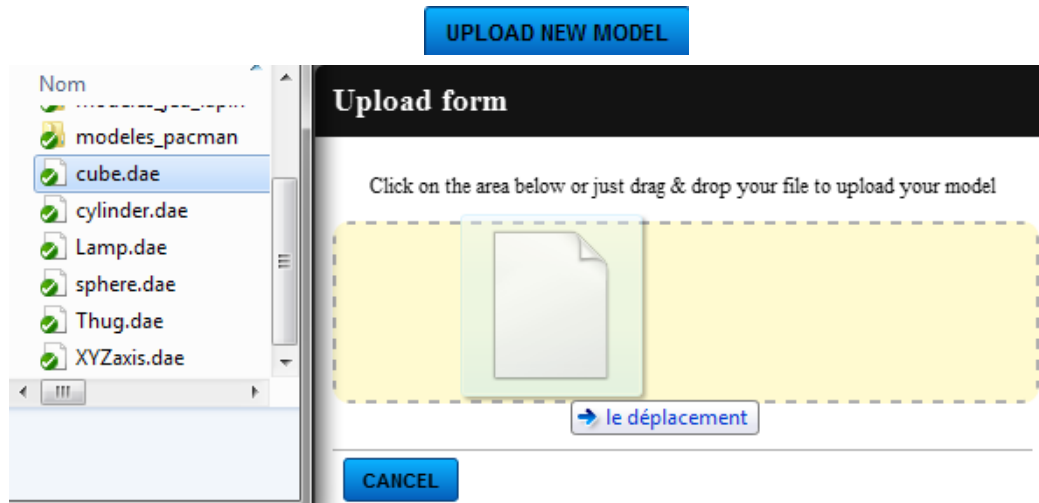 UPLOAD NEW MODEL
Nom
modeles_pacman
cube.dae
cylinder.dae
Lamp.dae
sphere.dae
Thug.dae
XYZaxis.dae
Upload form
Click on the area below or just drag & drop your file to upload your model
le déplacement
CANCEL